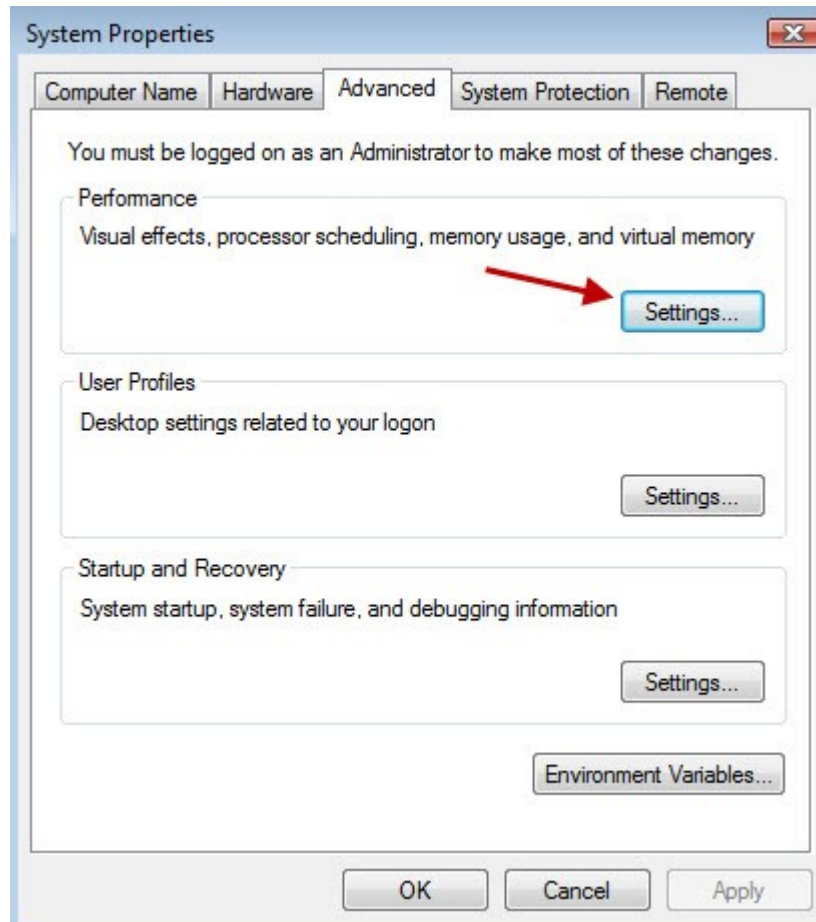 System Properties
Computer Name
Hardware
Advanced
System Protection
Remote
You must be logged on as an Administrator to make most of these changes.
Performance
Visual effects, processor scheduling, memory usage, and virtual memory
Settings...
User Profiles
Desktop settings related to your logon
Settings...
Startup and Recovery
System startup, system failure, and debugging information
Settings...
Environment Variables...
OK
Cancel
Apply